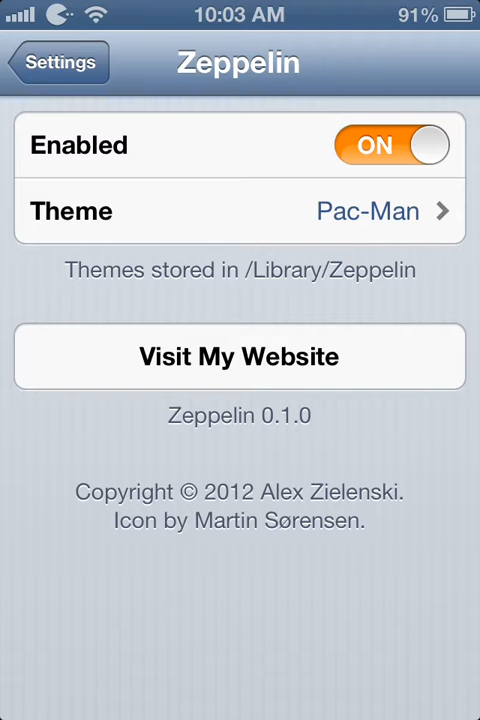 10:03 AM
91%
Settings
Zeppelin
Enabled
ON
Theme
Pac-Man
Themes stored in /Library/Zeppelin
Visit My Website
Zeppelin 0.1.0
Copyright © 2012 Alex Zielenski.
Icon by Martin Sørensen.